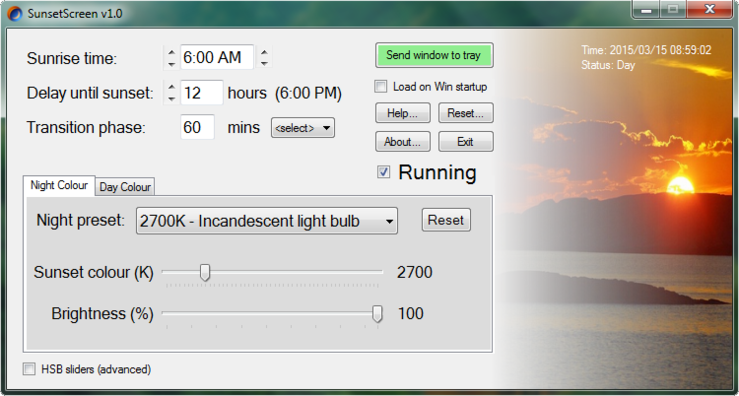 SunsetScreen v1.0
Sunrise time: 6:00 AM
Send window to tray
Time: 2015/03/15 08:59:02
Status: Day
Delay until sunset: 12 hours (6:00 PM)
Load on Win startup
Transition phase: 60 mins <select>
Help... Reset...
About... Exit
Running
Night Colour Day Colour
Night preset: 2700K - Incandescent light bulb Reset
Sunset colour (K) 2700
Brightness (%) 100
HSB sliders (advanced)